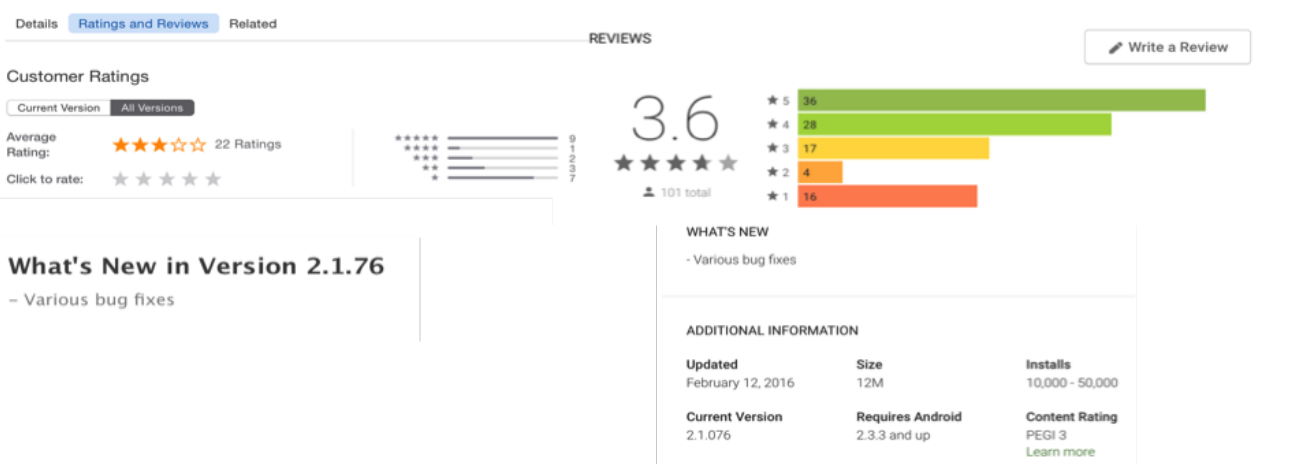 Details Ratings and Reviews Related
Customer Ratings
Current Version All Versions
Average Rating: 22 Ratings
Click to rate:
9
1
2
3
7
What's New in Version 2.1.76
– Various bug fixes
REVIEWS
Write a Review
3.6
101 total
5 36
4 28
3 17
2 4
1 16
WHAT'S NEW
- Various bug fixes
ADDITIONAL INFORMATION
Updated Size Installs
February 12, 2016 12M 10,000 - 50,000
Current Version Requires Android Content Rating
2.1.076 2.3.3 and up PEGI 3
Learn more